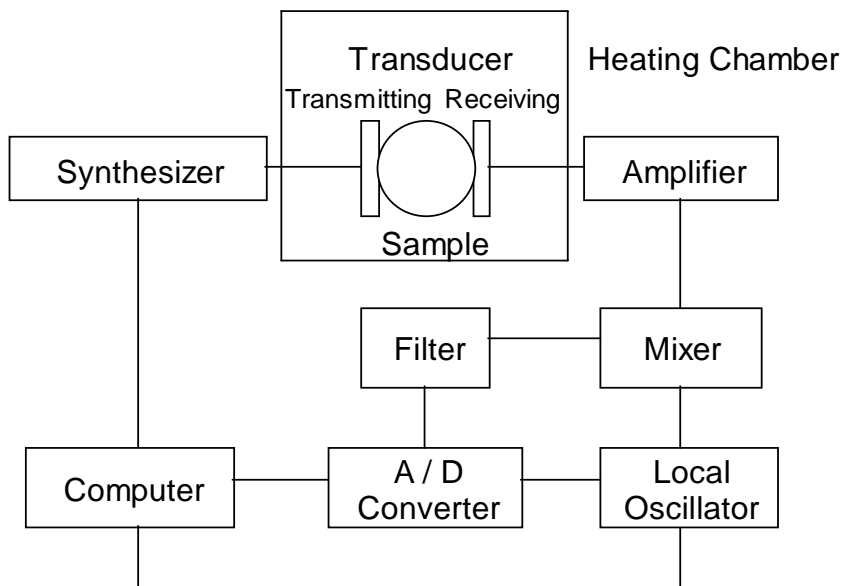 Transducer
Heating Chamber
Transmitting Receiving
Synthesizer
Amplifier
Sample
Filter
Mixer
Computer
A / D
Converter
Local
Oscillator